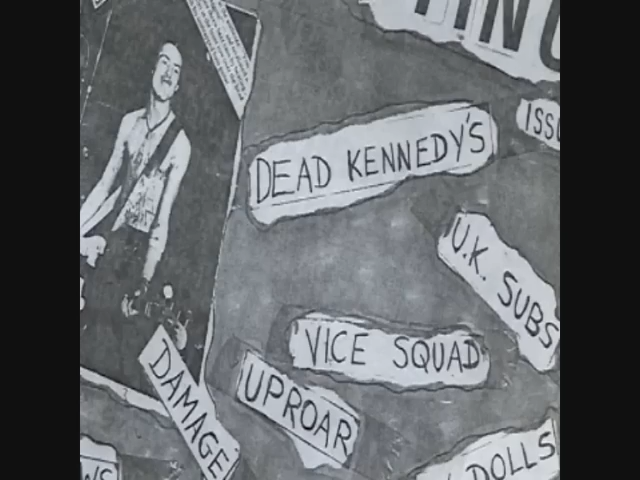 DEAD KENNEDY'S
U.K. SUBS
VICE SQUAD
DAMAGE
UPROAR
DOLLS